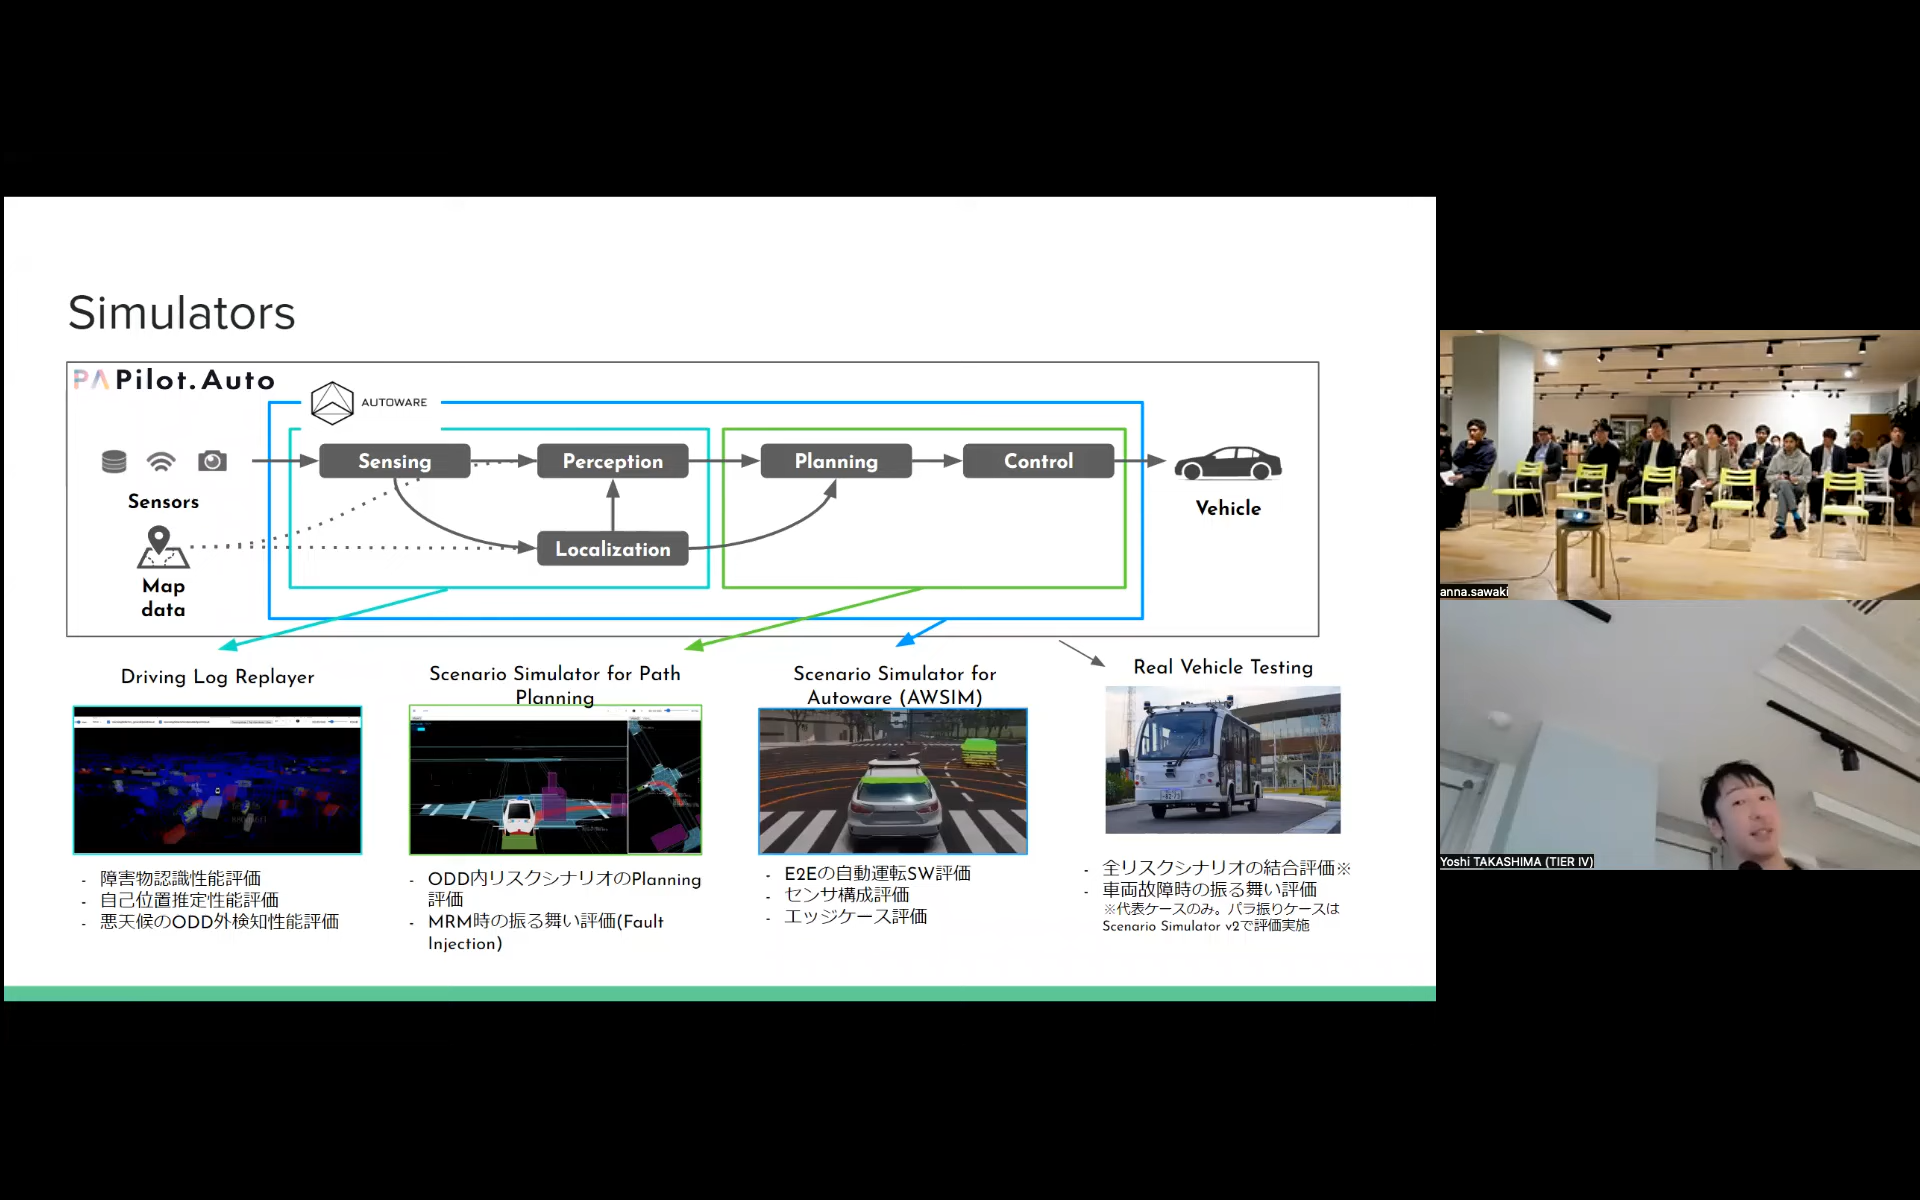 Simulators
PA Pilot.Auto
AUTOWARE
Sensing
Perception
Planning
Control
Sensors
Vehicle
Localization
Map
data
Driving Log Replayer
Scenario Simulator for Path
Planning
Scenario Simulator for
Autoware (AWSIM)
Real Vehicle Testing
- 障害物認識性能評価
- 自己位置推定性能評価
- 悪天候のODD外検知性能評価
- ODD内リスクシナリオのPlanning
評価
- MRM時の振る舞い評価(Fault
Injection)
- E2Eの自動運転SW評価
- センサ構成評価
- エッジケース評価
- 全リスクシナリオの結合評価※
- 車両故障時の振る舞い評価
※代表ケースのみ。パラ振りケースは
Scenario Simulator v2で評価実施
anna.sawaki
Yoshi TAKASHIMA (TIER IV)